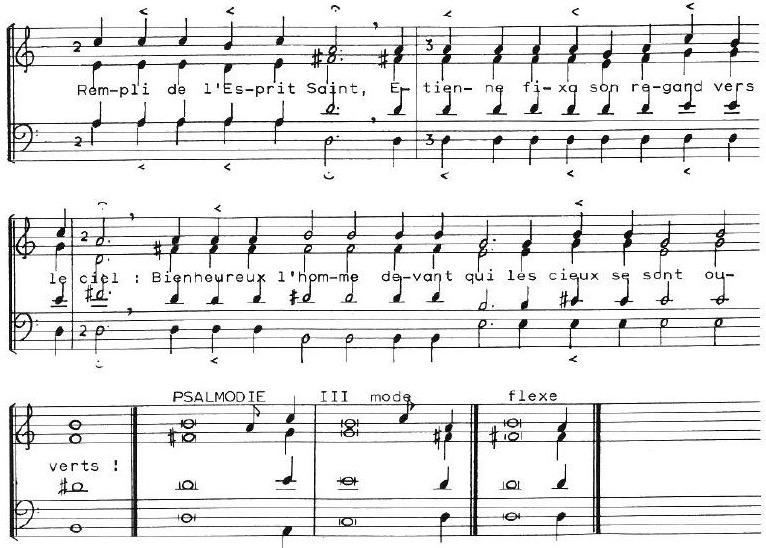 Rem-pli de l'Es-prit Saint, E-tien-ne fi-xa son re-gard vers
le ciel : Bienheureux l'hom-me de-vant qui les cieux se sont ou-
PSALMODIE III mode flexe
verts !